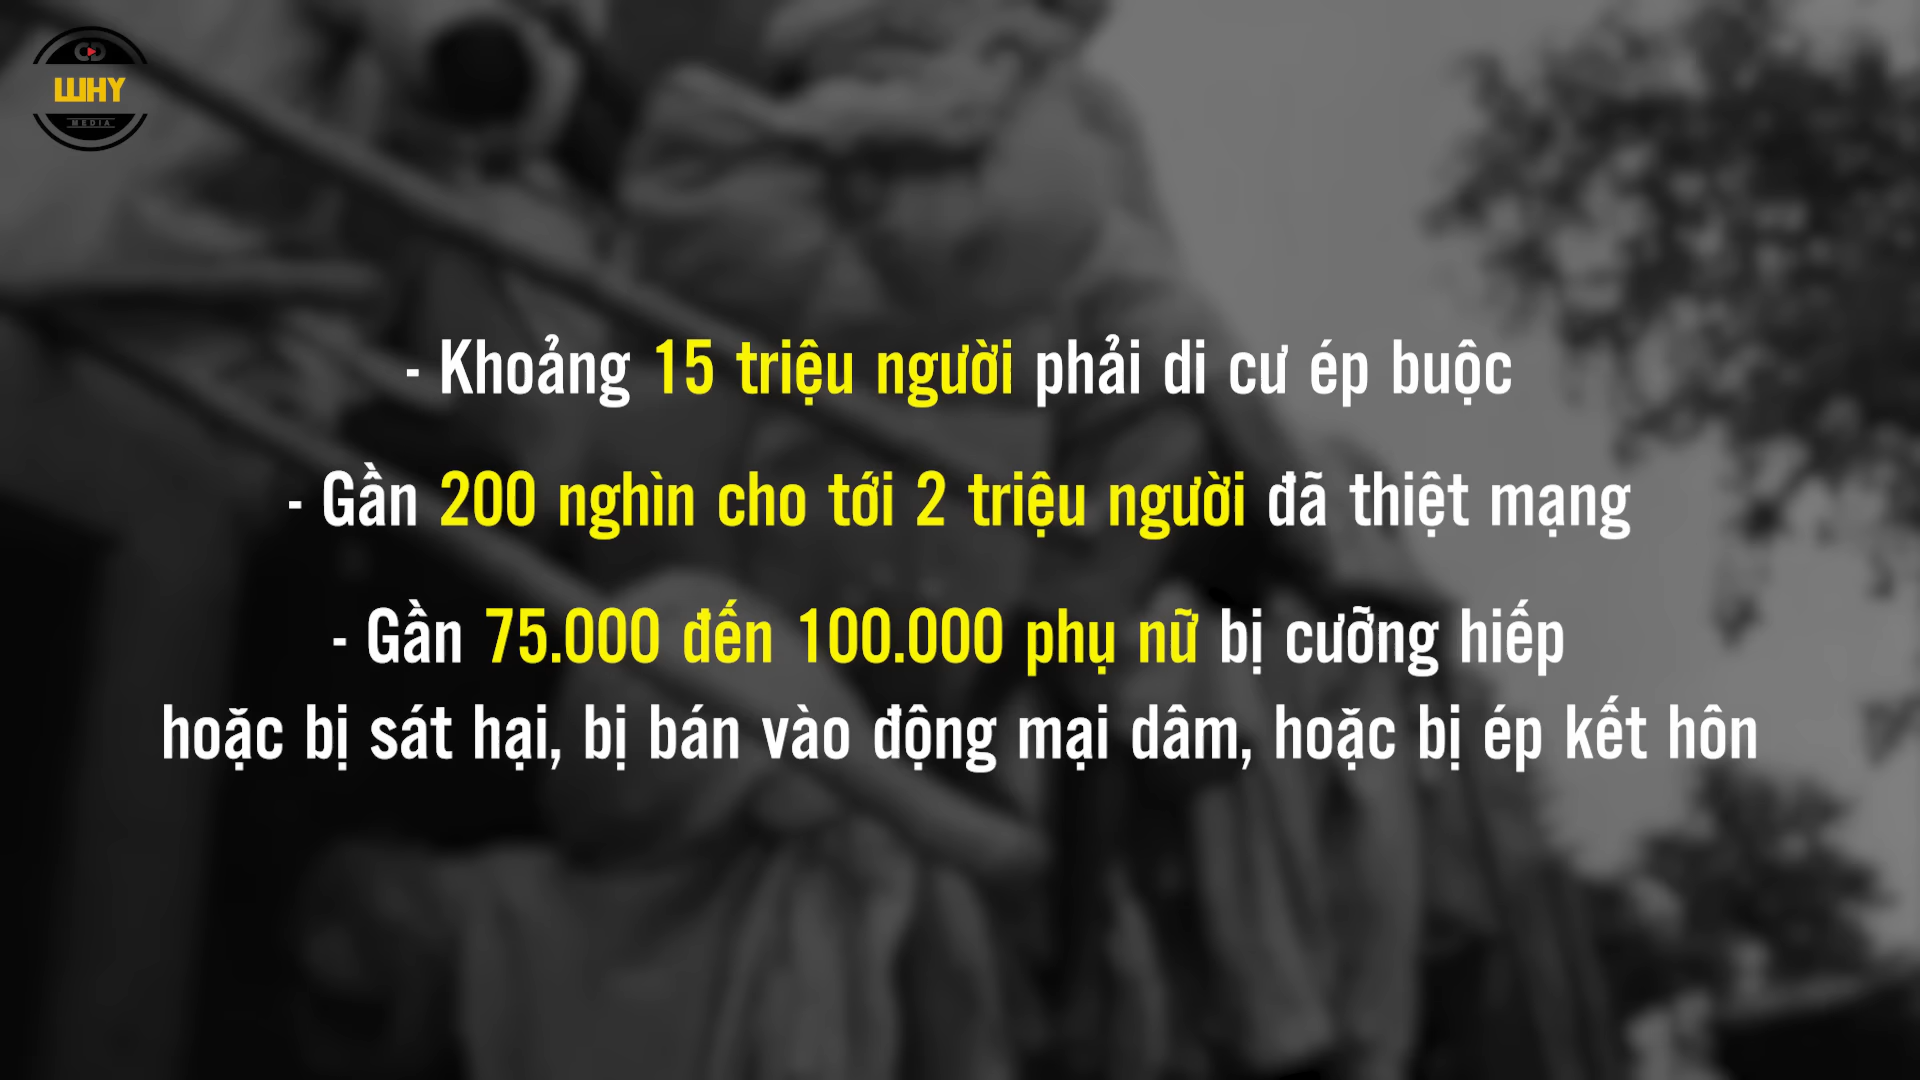 WHY
MEDIA
- Khoảng 15 triệu người phải di cư ép buộc
- Gần 200 nghìn cho tới 2 triệu người đã thiệt mạng
- Gần 75.000 đến 100.000 phụ nữ bị cưỡng hiếp
hoặc bị sát hại, bị bán vào động mại dâm, hoặc bị ép kết hôn